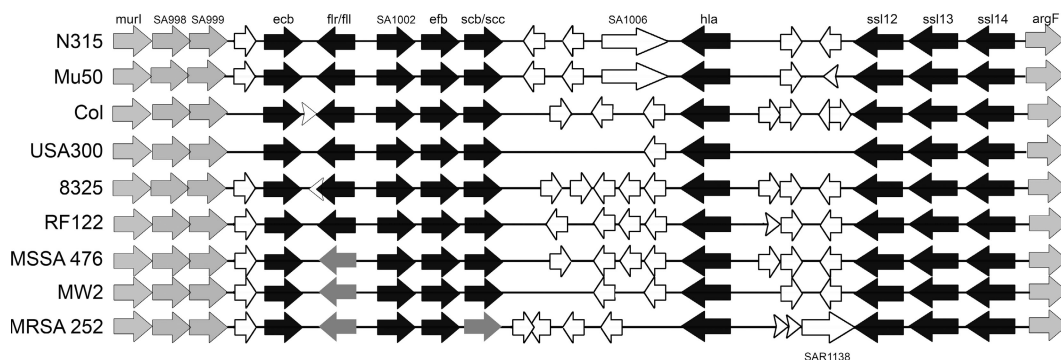 murI SA998 SA999 ecb flr/fll SA1002 efb scb/scc SA1006 hla ssl12 ssl13 ssl14 argF
N315
Mu50
Col
USA300
8325
RF122
MSSA 476
MW2
MRSA 252
SAR1138